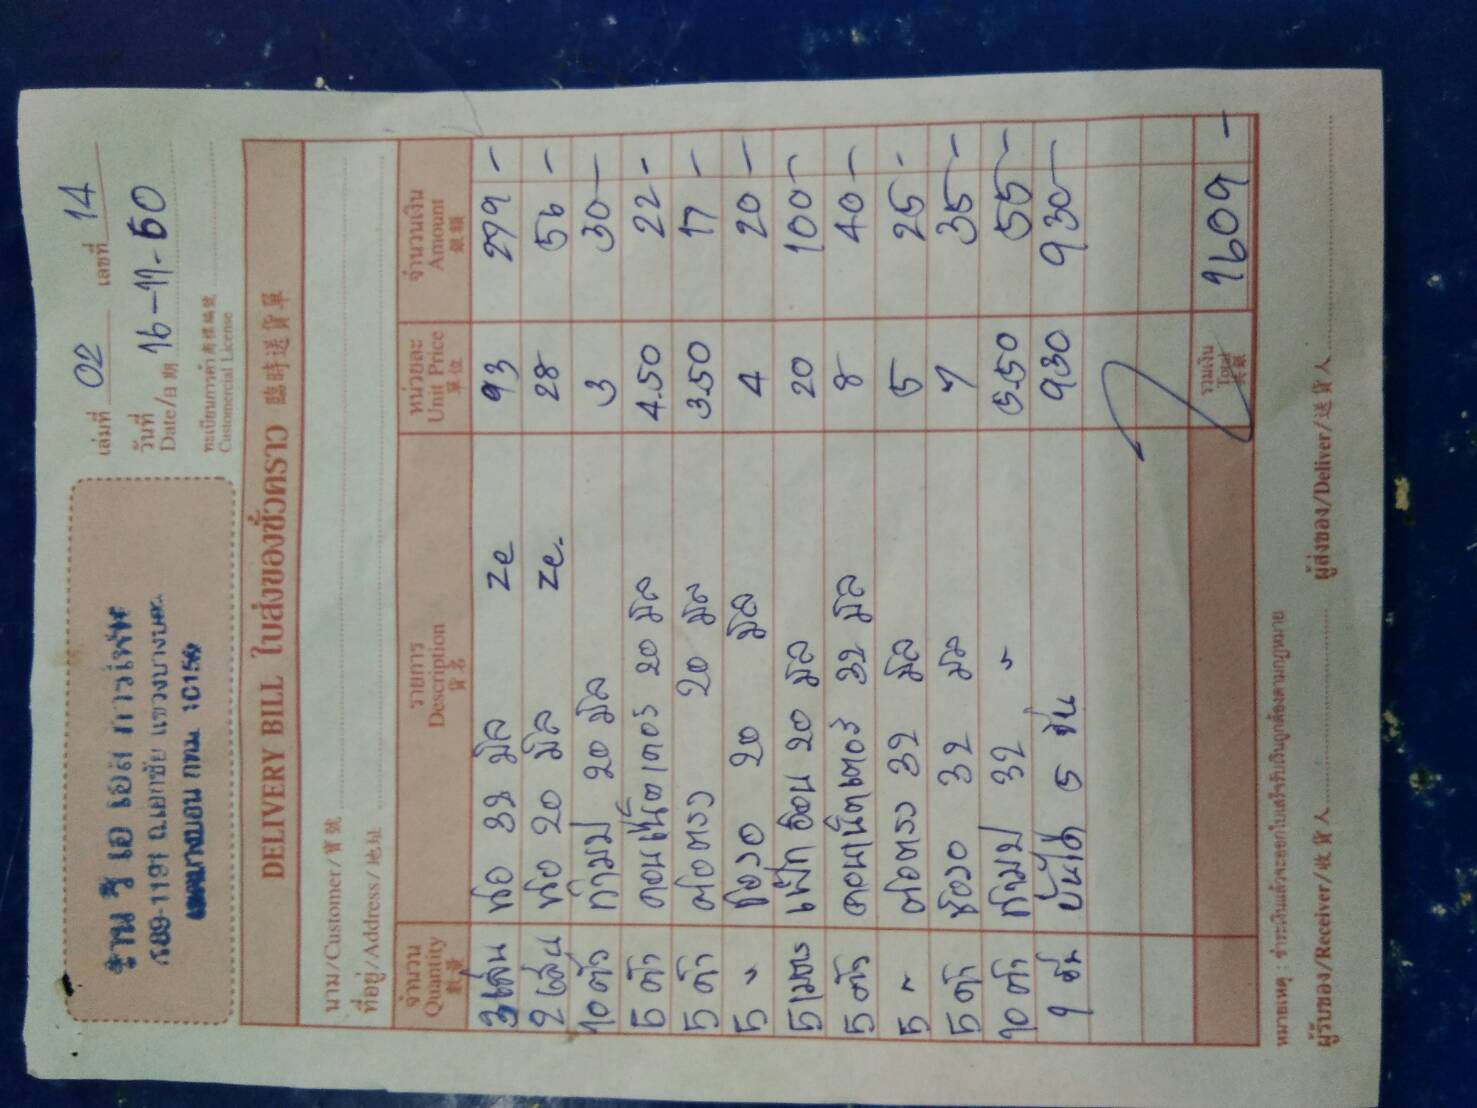 ร้าน วี เอ เอส การไฟฟ้า
1189-1191 ถ.เอกชัย แขวงบางบอน
เขตบางบอน กทม. 10150
เล่มที่ 02 เลขที่ 14
วันที่
Date/日期 16-11-60
ทะเบียนการค้า 商標編號
Customercial License
DELIVERY BILL ใบส่งของชั่วคราว 臨時送貨單
นาม/Customer/寶號
ที่อยู่/Address/地址
จำนวน รายการ หน่วยละ จำนวนเงิน
Quantity Description Unit Price Amount
數量 貨名 單位 銀額
3 เส้น ท่อ 32 มิล ze 93 279 -
2 เส้น ท่อ 20 มิล ze. 28 56 -
10 ตัว ก้ามปู 20 มิล 3 30 -
5 ตัว คอนเน็คเตอร์ 20 มิล 4.50 22 -
5 ตัว ต่อตรง 20 มิล 3.50 17 -
5 " ข้องอ 20 มิล 4 20 -
5 เมตร เฟล็ก อ่อน 20 มิล 20 100 -
5 ตัว คอนเน็คเตอร์ 32 มิล 8 40 -
5 " ต่อตรง 32 มิล 5 25 -
5 ตัว ข้องอ 32 มิล 7 35 -
10 ตัว ก้ามปู 32 " 5.50 55 -
1 บันได 5 ขั้น 930 930 -
รวมเงิน
Total 1609 -
หมายเหตุ : ชำระเงินแล้วจะออกใบเสร็จรับเงินถูกต้องตามกฎหมาย
ผู้รับของ/Receiver/收貨人 ผู้ส่งของ/Deliver/送貨人